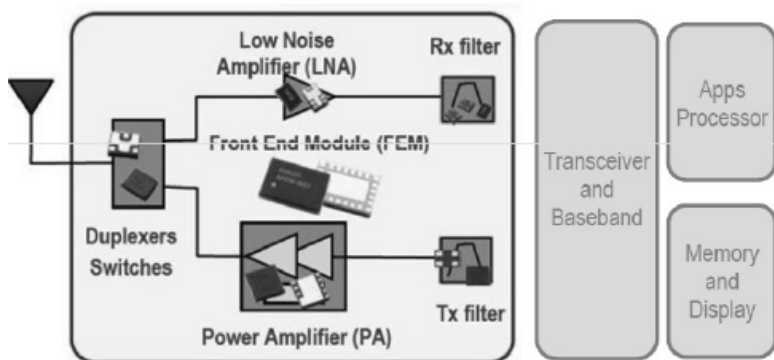 Low Noise
Amplifier (LNA)
Rx filter
Front End Module (FEM)
Duplexers
Switches
Power Amplifier (PA)
Tx filter
Transceiver
and
Baseband
Apps
Processor
Memory
and
Display